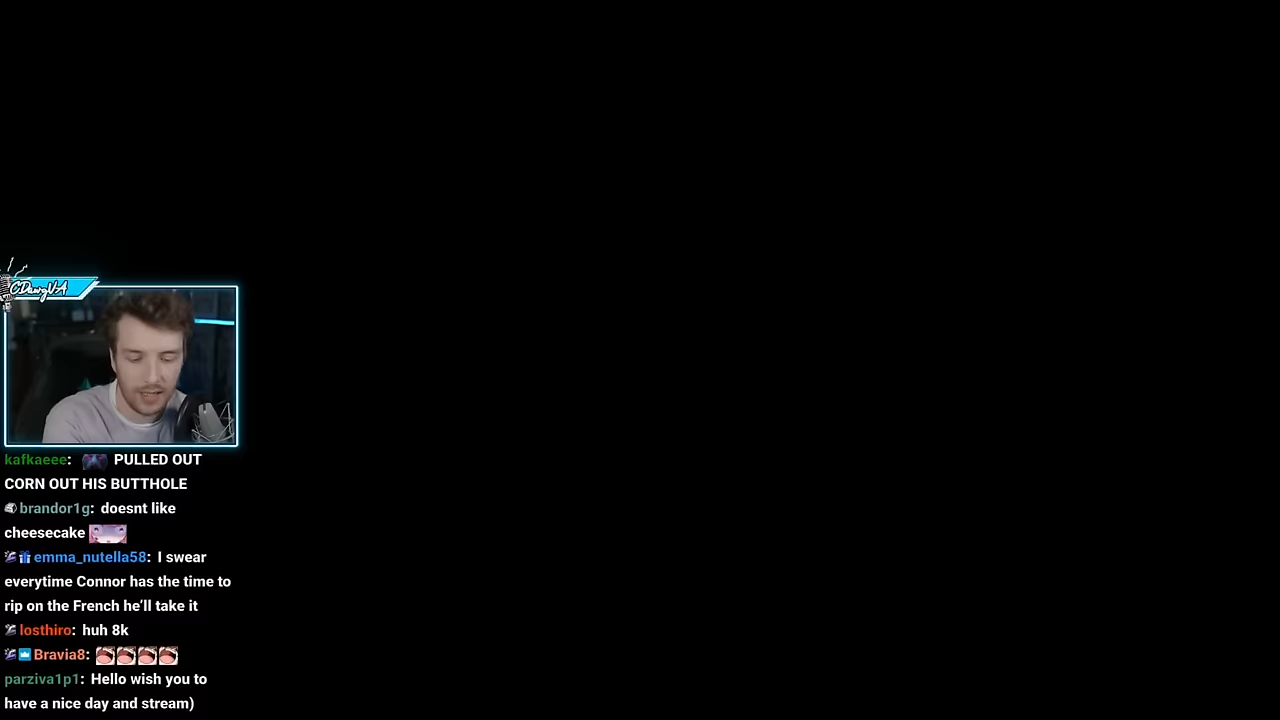 CDawgVA
kafkaeee: PULLED OUT
CORN OUT HIS BUTTHOLE
brandor1g: doesnt like
cheesecake
emma_nutella58: I swear
everytime Connor has the time to
rip on the French he'll take it
losthiro: huh 8k
Bravia8:
parziva1p1: Hello wish you to
have a nice day and stream)